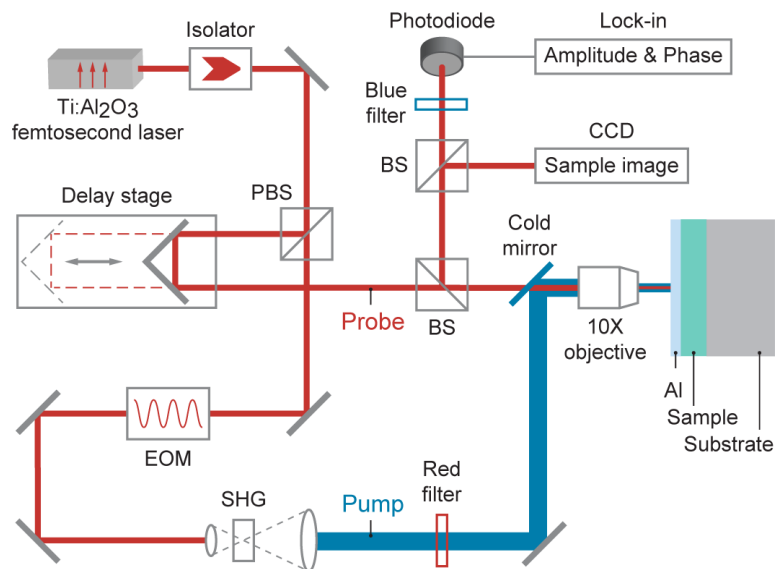 Photodiode
Lock-in
Isolator
Amplitude & Phase
Ti:Al2O3
femtosecond laser
Blue
filter
CCD
BS
Sample image
Delay stage
PBS
Cold
mirror
Probe
BS
10X
objective
Al
Sample
Substrate
EOM
Red
filter
SHG
Pump